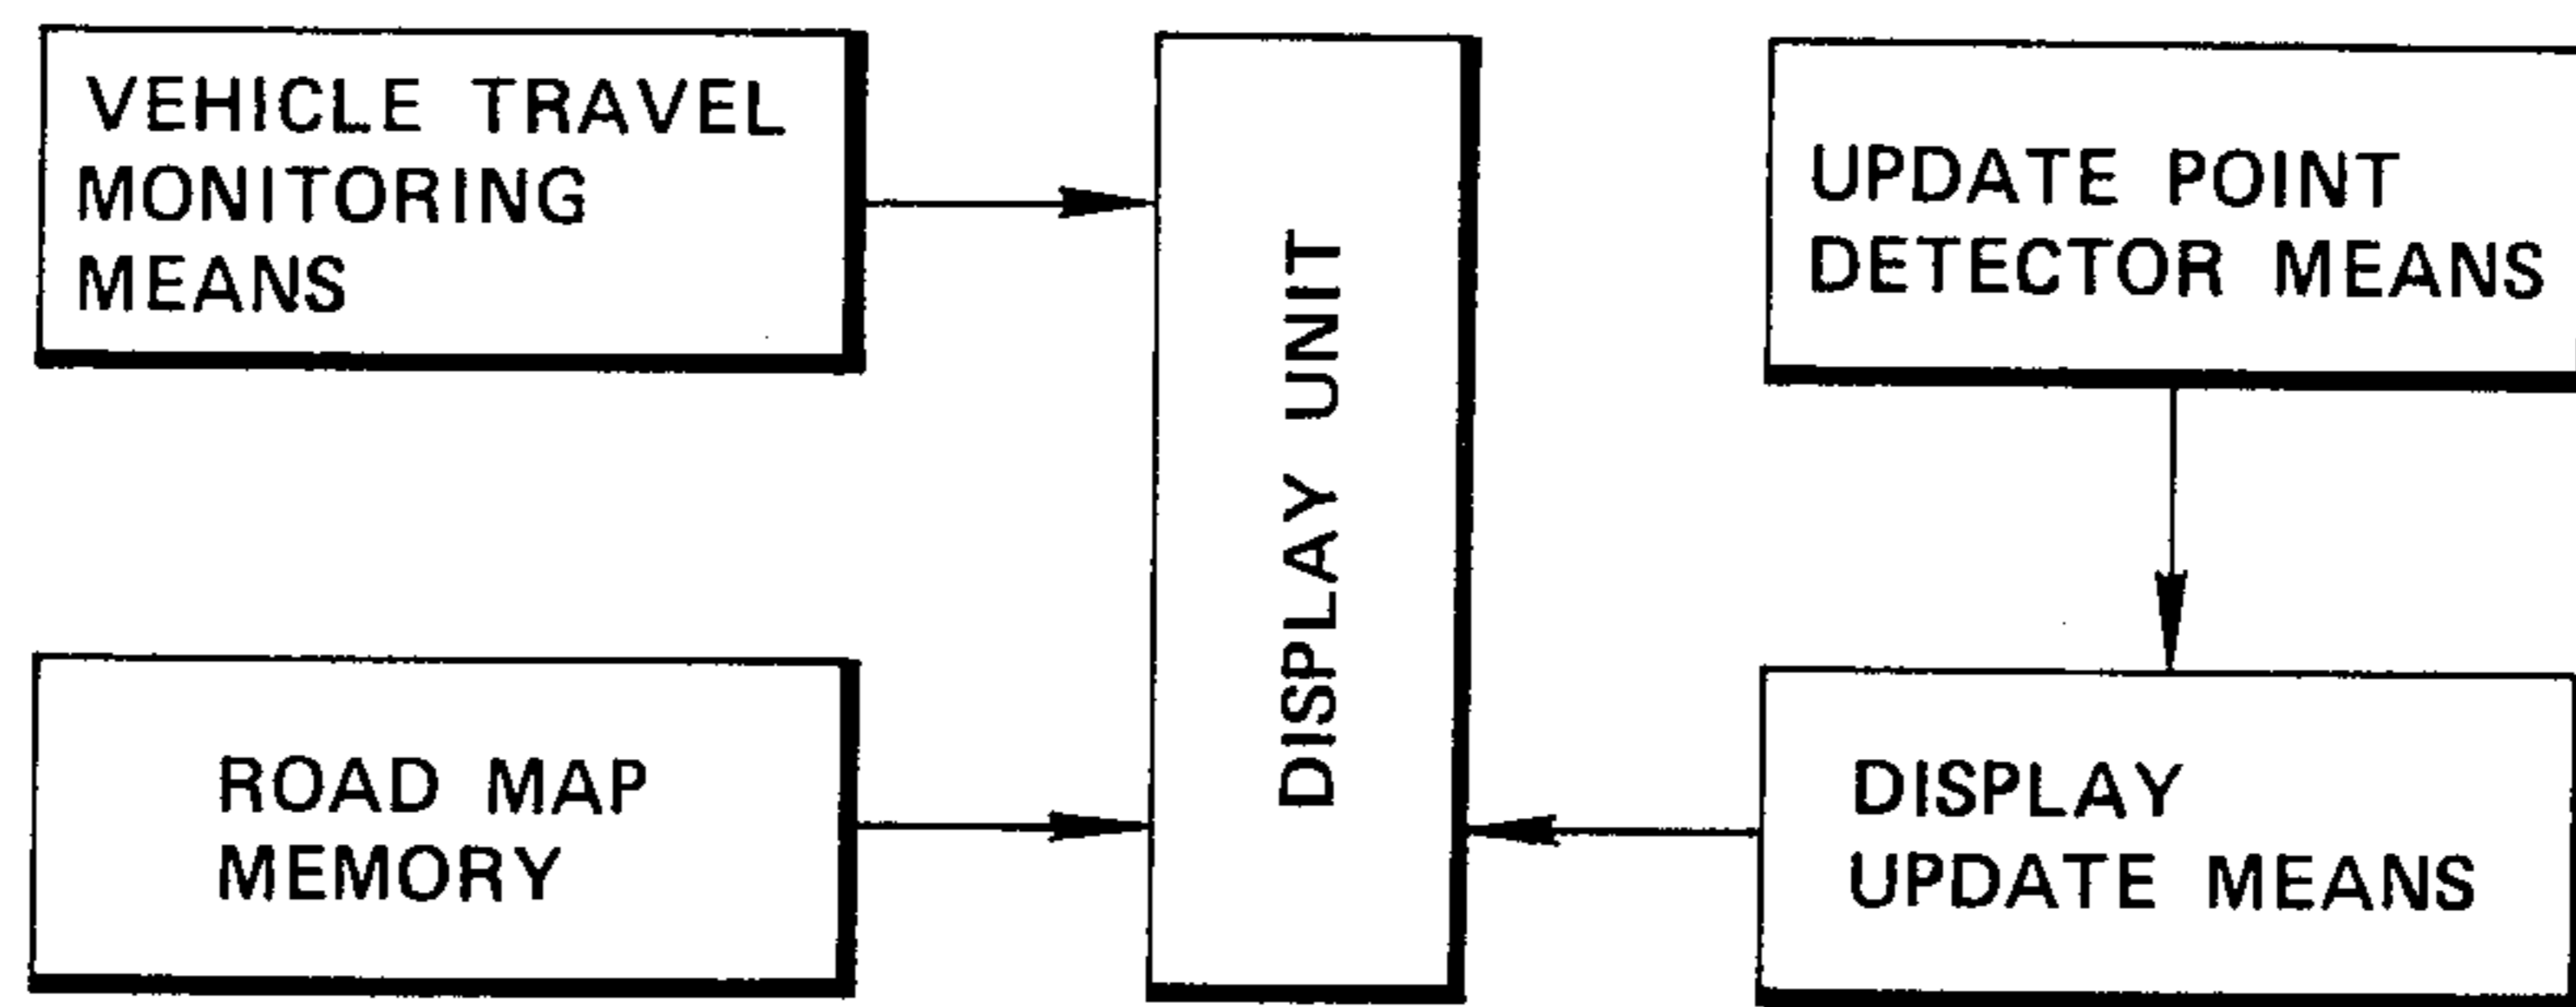 VEHICLE TRAVEL
MONITORING
MEANS
ROAD MAP
MEMORY
DISPLAY UNIT
UPDATE POINT
DETECTOR MEANS
DISPLAY
UPDATE MEANS